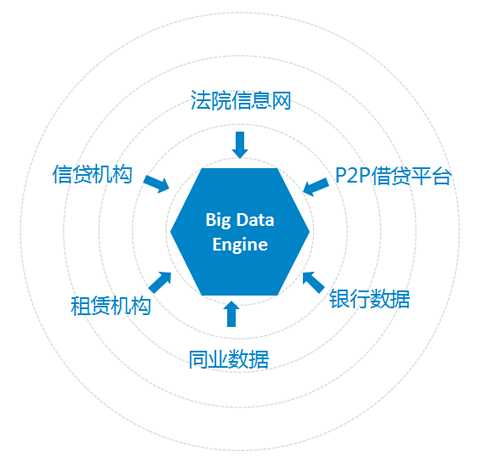 法院信息网
信贷机构
P2P借贷平台
Big Data
Engine
租赁机构
银行数据
同业数据